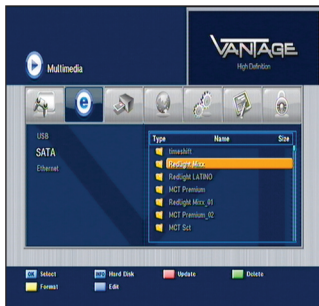 VANTAGE
High Definition
Multimedia
USB
SATA
Ethernet
Type Name Size
timeshift
Redlight Mixx
Redlight LATINO
MCT Premium
Redlight Mixx_01
MCT Premium_02
MCT Sct
OK Select
INFO Hard Disk
Update
Delete
Format
Edit